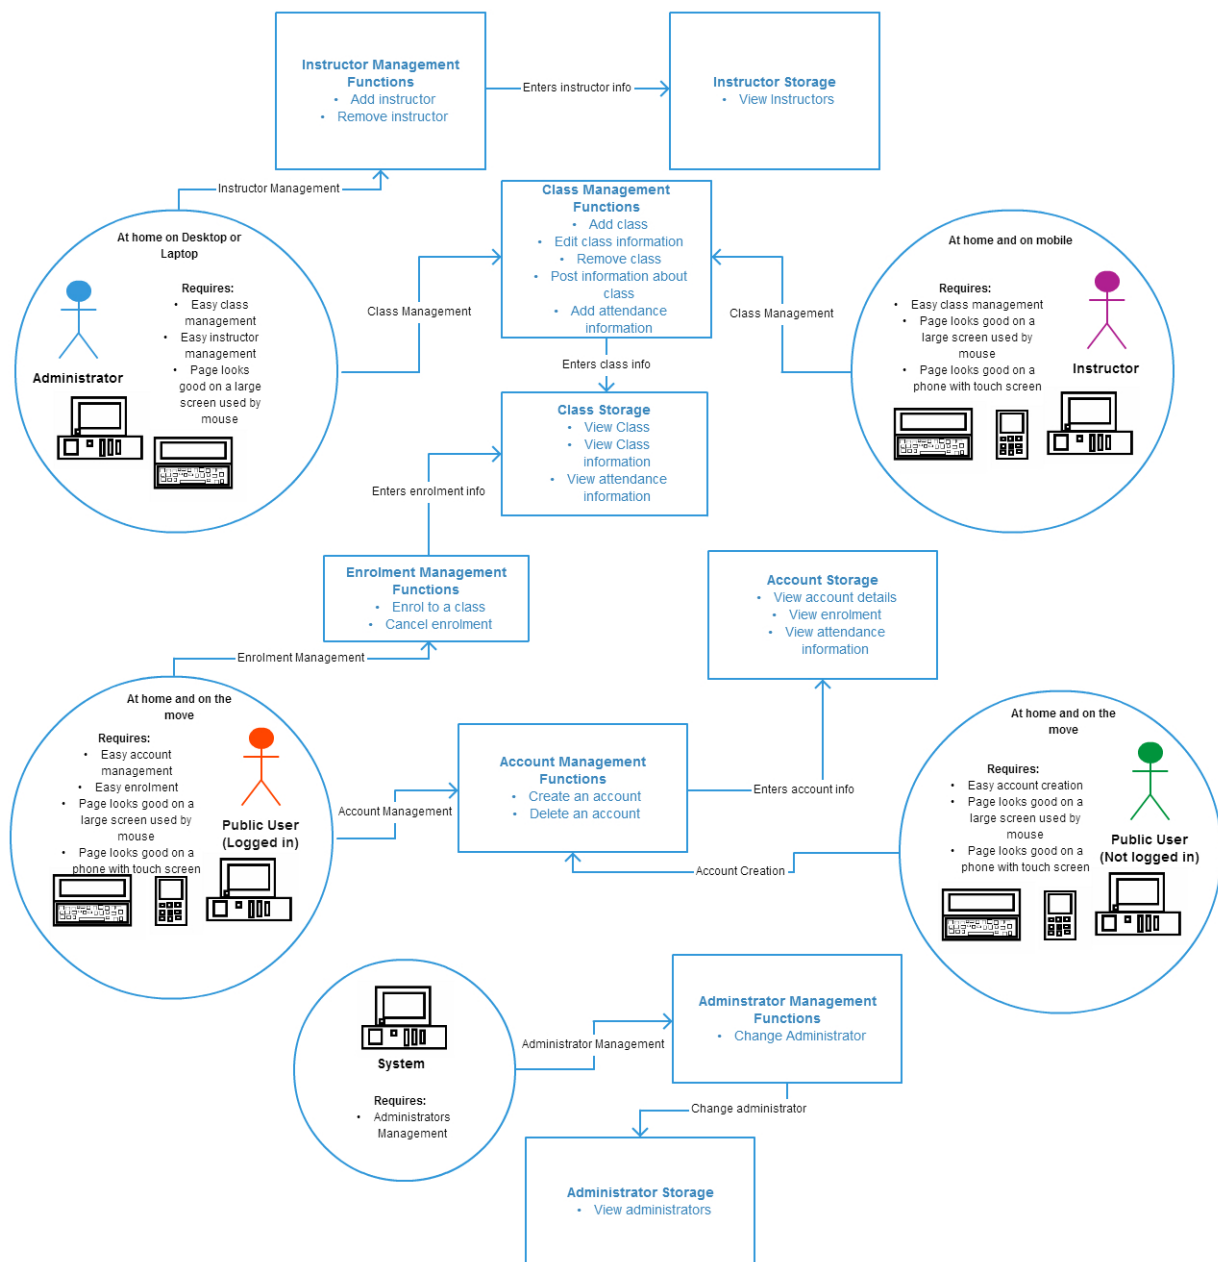 Instructor Management
Functions
• Add instructor
• Remove instructor
Enters instructor info
Instructor Storage
• View Instructors
Instructor Management
Class Management
Functions
• Add class
• Edit class information
• Remove class
• Post information about
class
• Add attendance
information
At home on Desktop or
Laptop
Requires:
• Easy class
management
• Easy instructor
management
• Page looks
good on a large
screen used by
mouse
Administrator
Class Management
At home and on mobile
Requires:
• Easy class management
• Page looks good on a
large screen used by
mouse
• Page looks good on a
phone with touch screen
Instructor
Class Management
Enters class info
Class Storage
• View Class
• View Class
information
• View attendance
information
Enters enrolment info
Enrolment Management
Functions
• Enrol to a class
• Cancel enrolment
Account Storage
• View account details
• View enrolment
• View attendance
information
Enrolment Management
At home and on the
move
Requires:
• Easy account
management
• Easy enrolment
• Page looks good on a
large screen used by
mouse
• Page looks good on a
phone with touch screen
Public User
(Logged in)
Account Management
Account Management
Functions
• Create an account
• Delete an account
Enters account info
Account Creation
At home and on the
move
Requires:
• Easy account creation
• Page looks good on a
large screen used by
mouse
• Page looks good on a
phone with touch screen
Public User
(Not logged in)
System
Requires:
• Administrators
Management
Administrator Management
Adminstrator Management
Functions
• Change Administrator
Change administrator
Administrator Storage
• View administrators